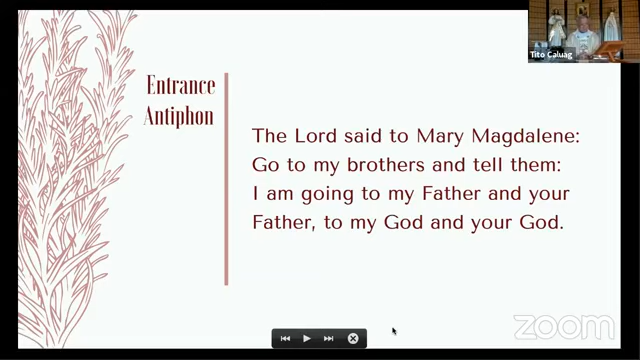 Tito Caluag
Entrance
Antiphon
The Lord said to Mary Magdalene:
Go to my brothers and tell them:
I am going to my Father and your
Father, to my God and your God.
zoom